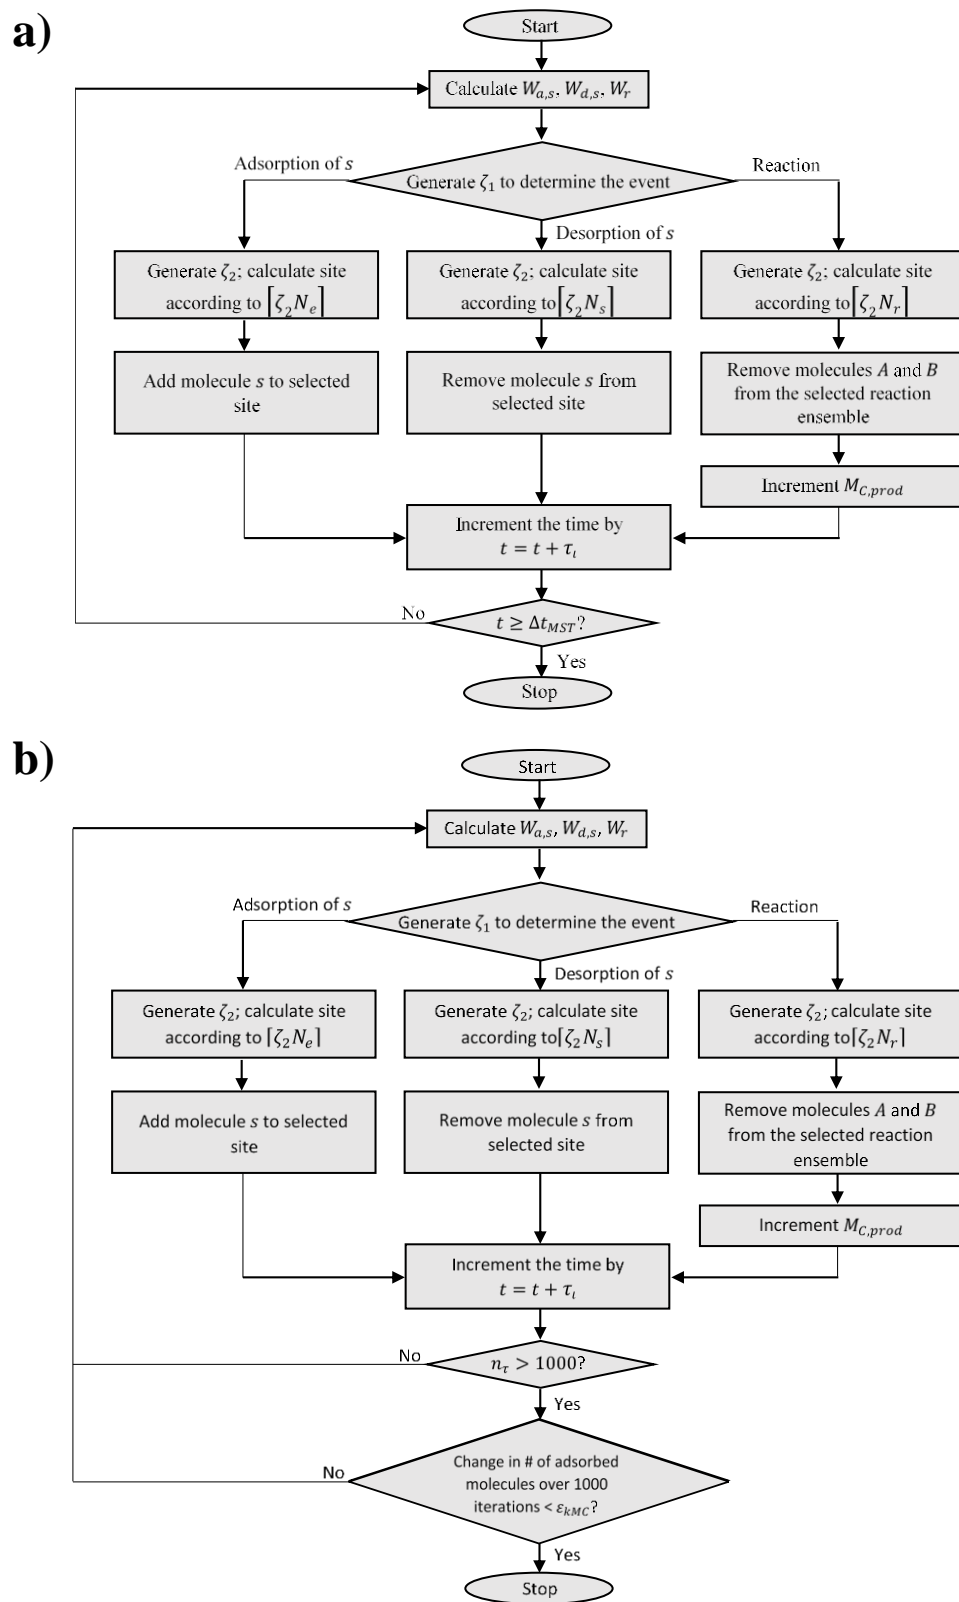 a)
Start
Calculate W_{a,s}, W_{d,s}, W_r
Adsorption of s
Reaction
Generate ζ_1 to determine the event
Desorption of s
Generate ζ_2; calculate site
according to ⌈ζ_2 N_e⌉
Generate ζ_2; calculate site
according to⌈ζ_2 N_s⌉
Generate ζ_2; calculate site
according to⌈ζ_2 N_r⌉
Add molecule s to selected
site
Remove molecule s from
selected site
Remove molecules A and B
from the selected reaction
ensemble
Increment M_{C,prod}
Increment the time by
t = t + τ_ι
No
t ≥ Δt_{MST}?
Yes
Stop
b)
Start
Calculate W_{a,s}, W_{d,s}, W_r
Adsorption of s
Reaction
Generate ζ_1 to determine the event
Desorption of s
Generate ζ_2; calculate site
according to ⌈ζ_2 N_e⌉
Generate ζ_2; calculate site
according to⌈ζ_2 N_s⌉
Generate ζ_2; calculate site
according to⌈ζ_2 N_r⌉
Add molecule s to selected
site
Remove molecule s from
selected site
Remove molecules A and B
from the selected reaction
ensemble
Increment M_{C,prod}
Increment the time by
t = t + τ_ι
No
n_τ > 1000?
Yes
No
Change in # of adsorbed
molecules over 1000
iterations < ε_{kMC}?
Yes
Stop